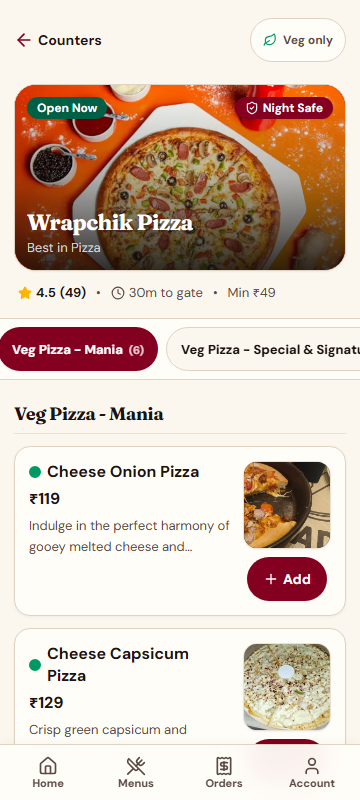 Counters
Veg only
Open Now
Night Safe
Wrapchik Pizza
Best in Pizza
4.5 (49) • 30m to gate • Min ₹49
Veg Pizza - Mania (6)
Veg Pizza - Special & Signatu
Veg Pizza - Mania
Cheese Onion Pizza
₹119
Indulge in the perfect harmony of
gooey melted cheese and...
+ Add
Cheese Capsicum
Pizza
₹129
Crisp green capsicum and
Home
Menus
Orders
Account